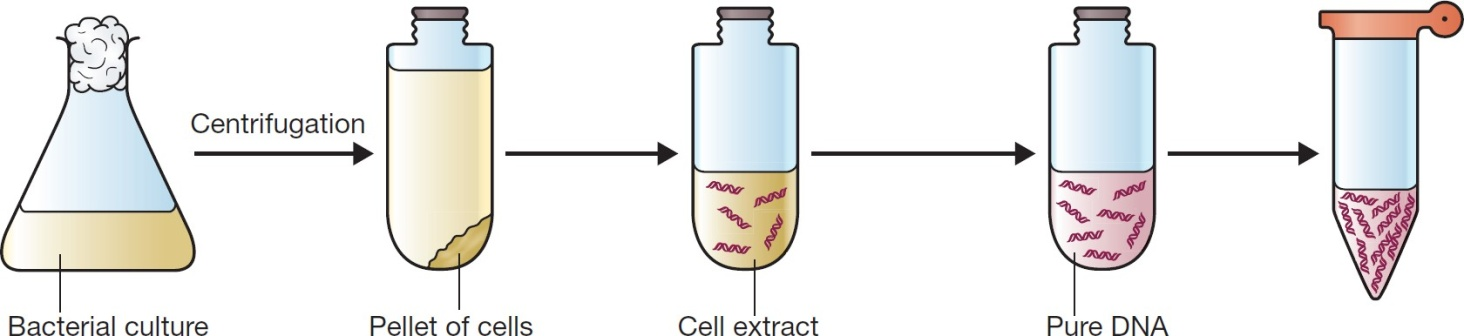 Centrifugation
Bacterial culture
Pellet of cells
Cell extract
Pure DNA